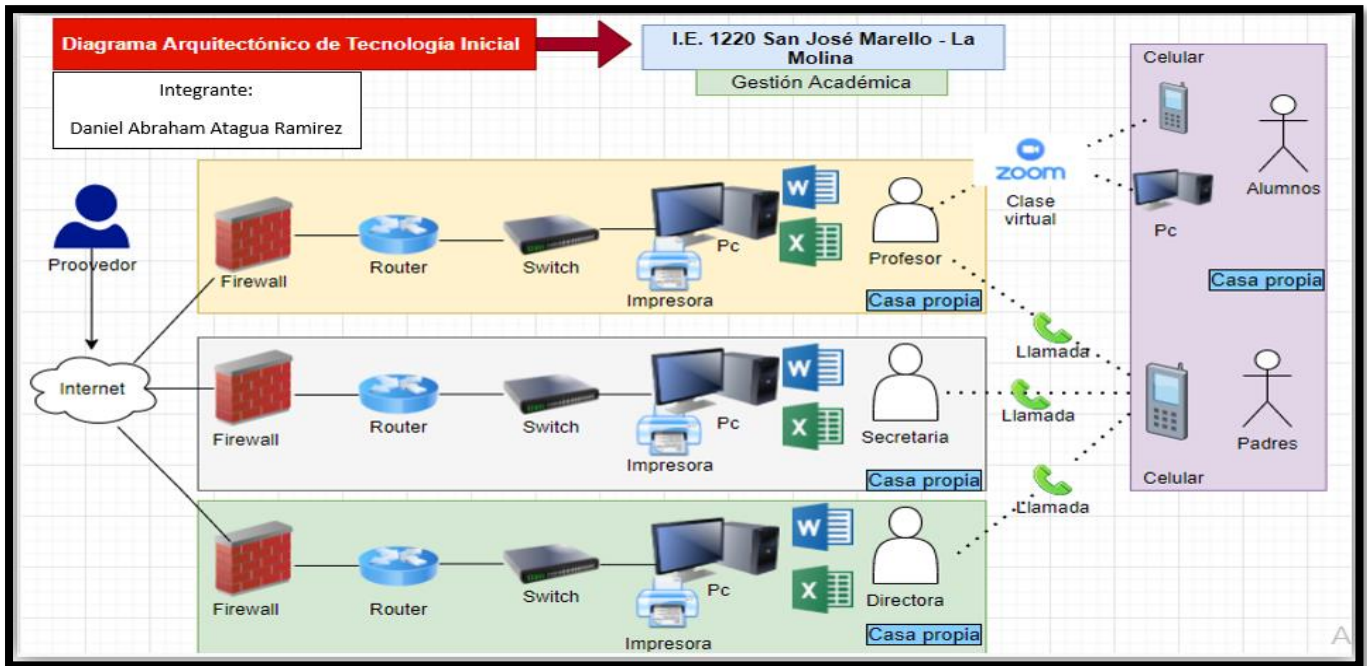 Diagrama Arquitectónico de Tecnología Inicial
I.E. 1220 San José Marello - La
Molina
Gestión Académica
Integrante:
Daniel Abraham Atagua Ramirez
Proovedor
Internet
Firewall
Router
Switch
Pc
Impresora
W
X
Profesor
Casa propia
Firewall
Router
Switch
Pc
Impresora
W
X
Secretaria
Casa propia
Firewall
Router
Switch
Pc
Impresora
W
X
Directora
Casa propia
zoom
Clase
virtual
Llamada
Llamada
Llamada
Celular
Alumnos
Pc
Casa propia
Padres
Celular
A